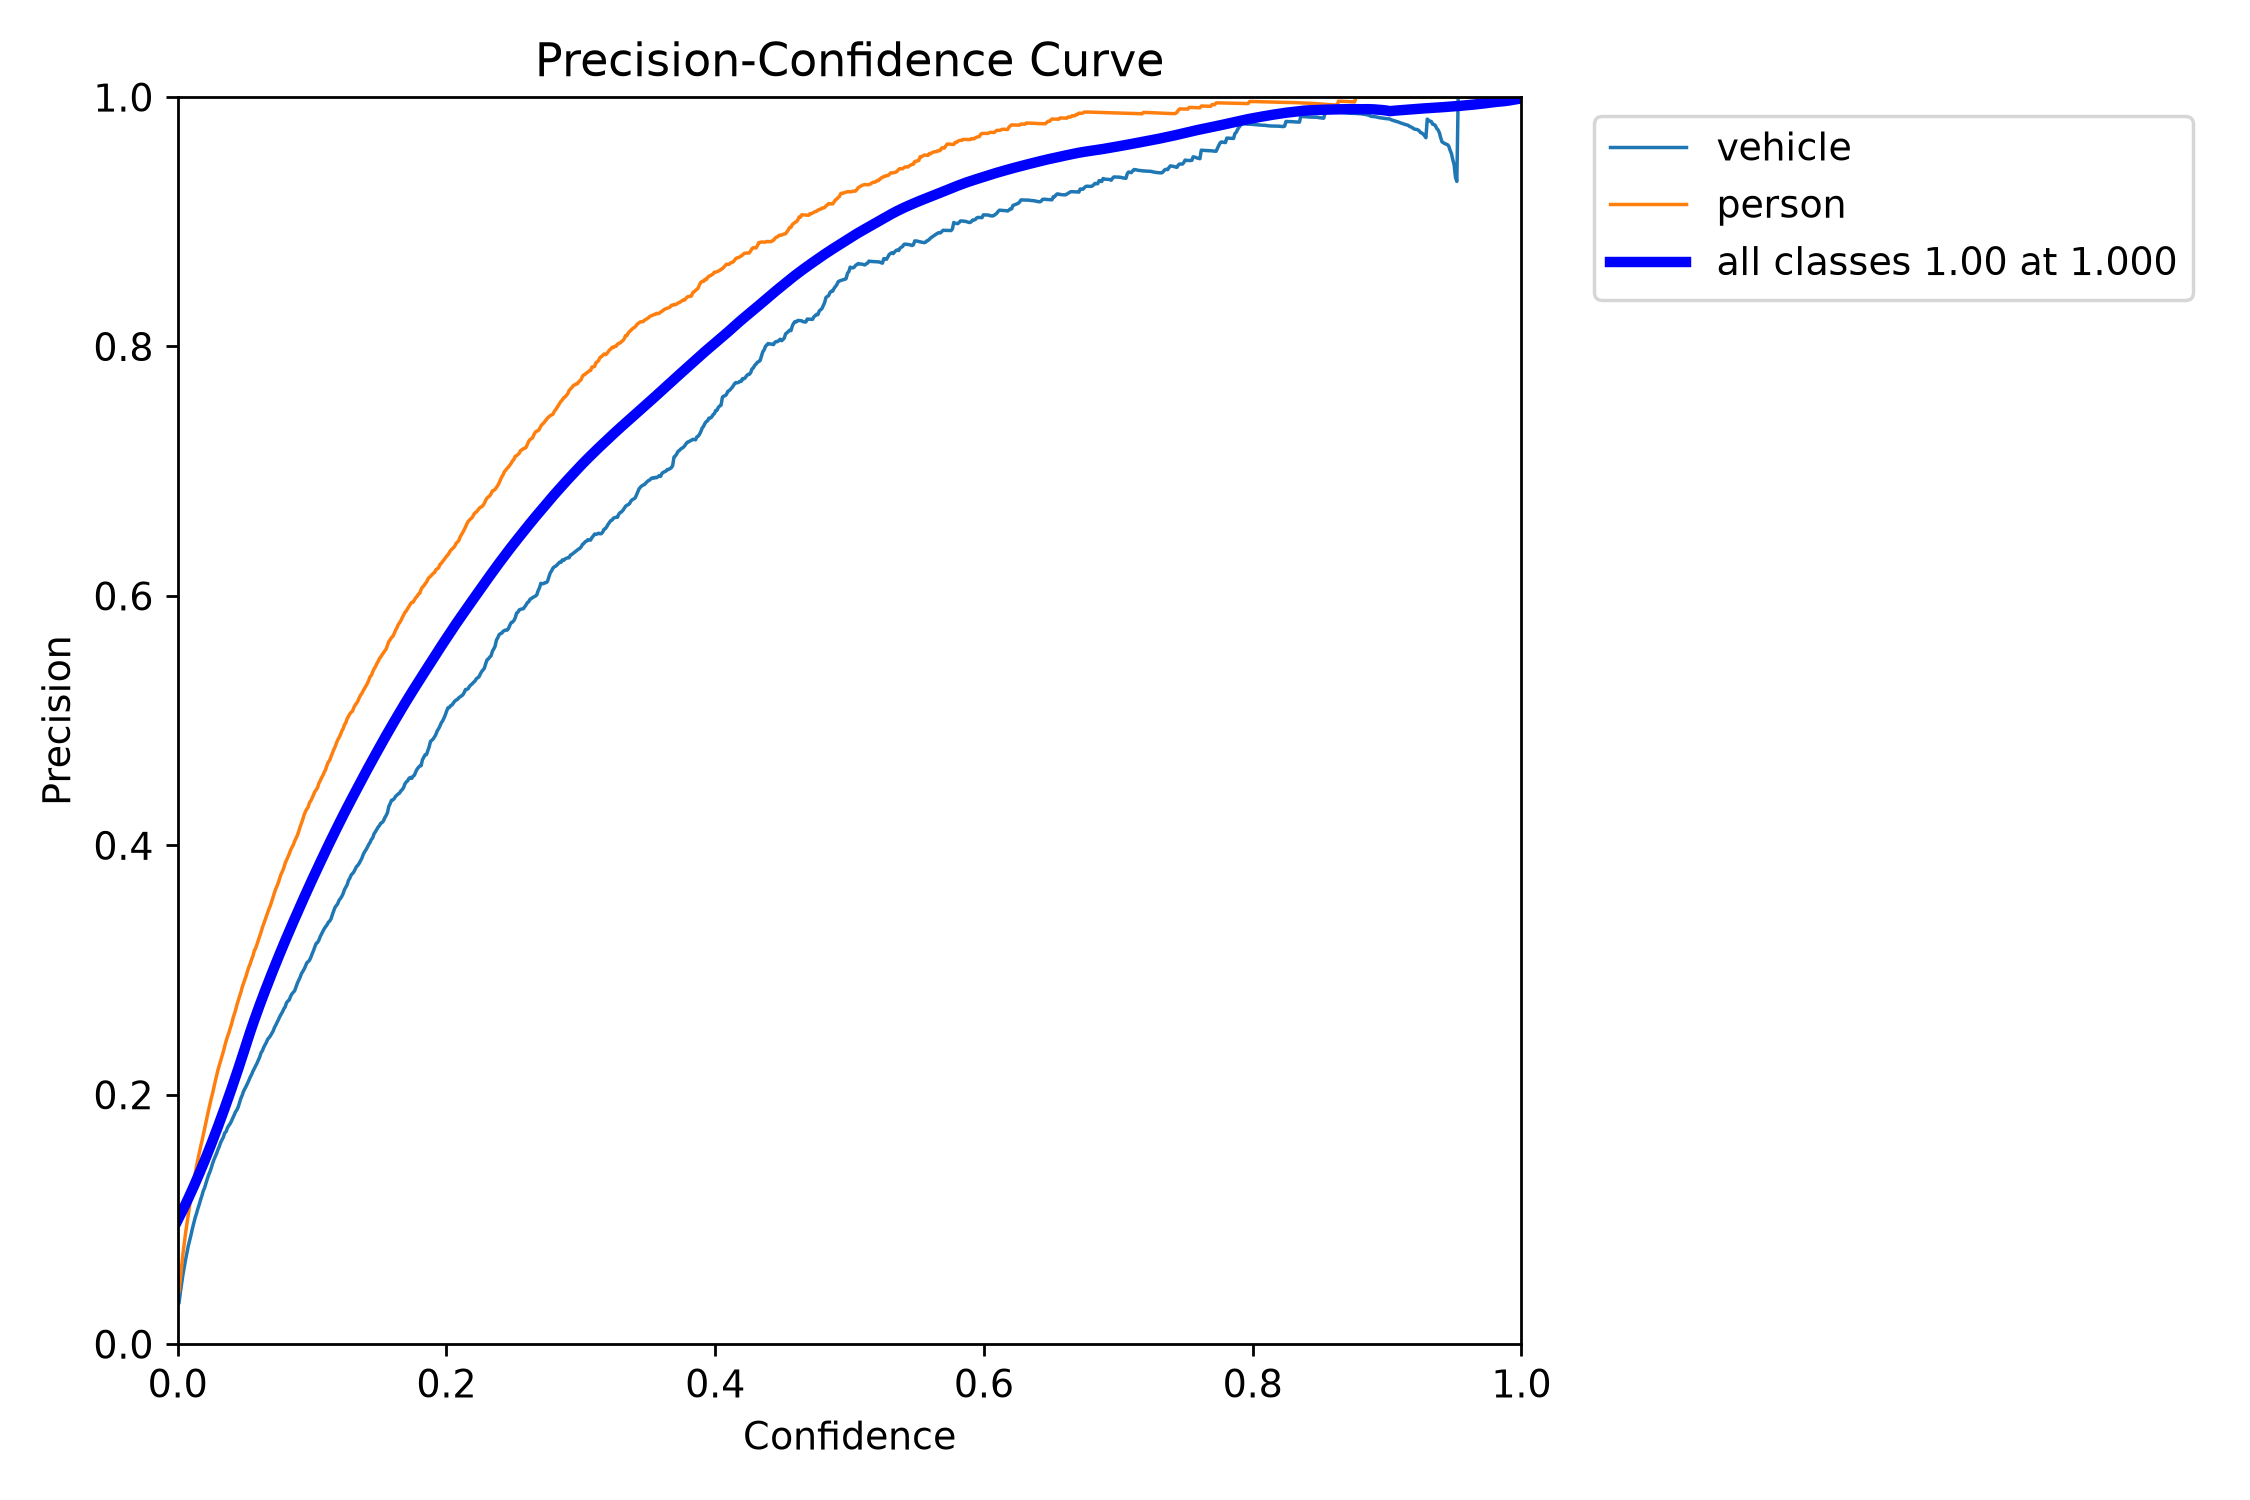 Precision-Confidence Curve
1.0
0.8
0.6
0.4
0.2
0.0
Precision
0.0 0.2 0.4 0.6 0.8 1.0
Confidence
vehicle
person
all classes 1.00 at 1.000